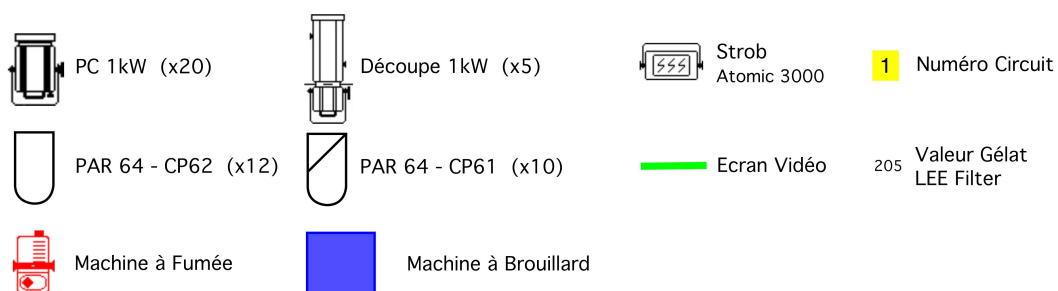 PC 1kW (x20)
Découpe 1kW (x5)
Strob
Atomic 3000
1
Numéro Circuit
PAR 64 - CP62 (x12)
PAR 64 - CP61 (x10)
Ecran Vidéo
205
Valeur Gélat
LEE Filter
Machine à Fumée
Machine à Brouillard